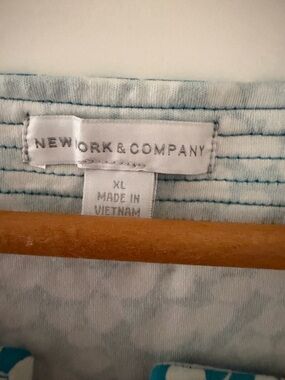 NEW YORK & COMPANY
XL
MADE IN
VIETNAM